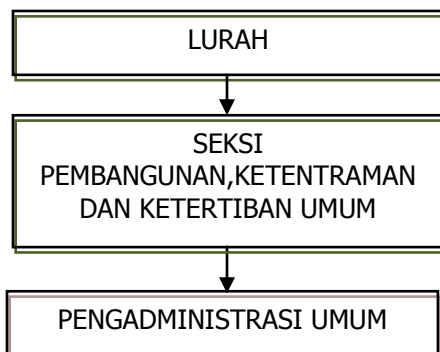 LURAH
SEKSI
PEMBANGUNAN,KETENTRAMAN
DAN KETERTIBAN UMUM
PENGADMINISTRASI UMUM